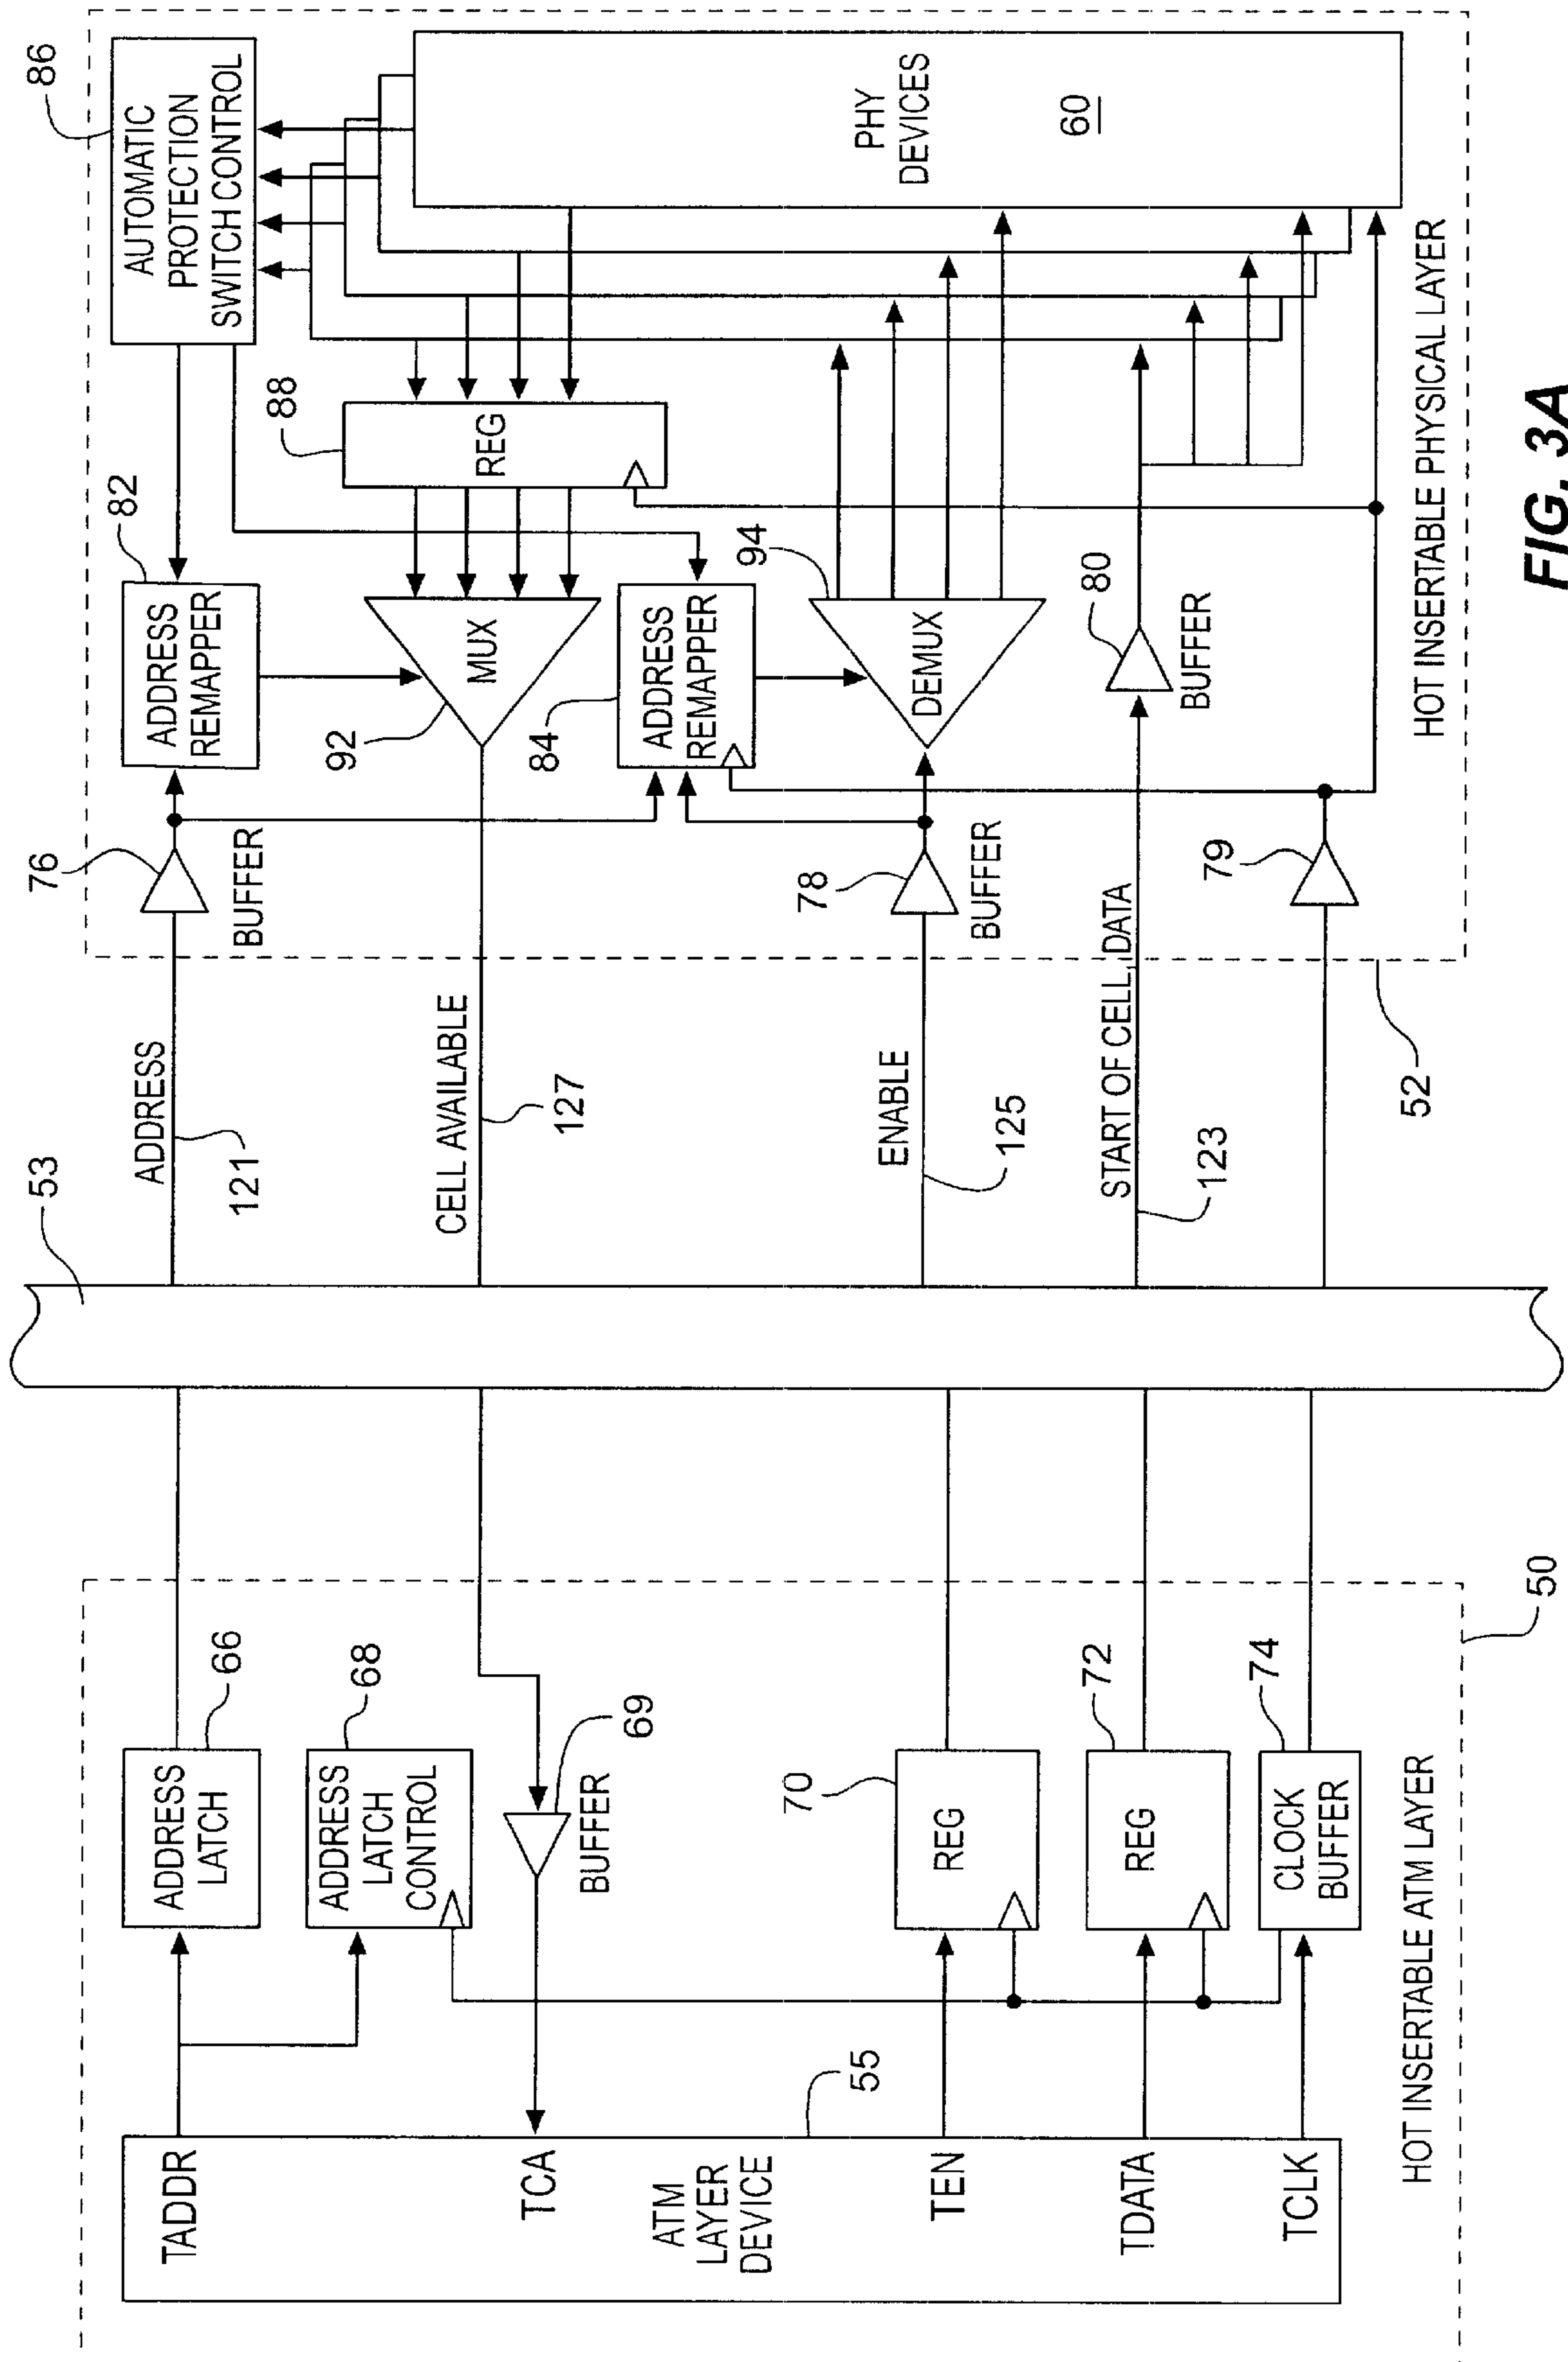 HOT INSERTABLE ATM LAYER
50
ATM
LAYER
DEVICE
55
TADDR
TCA
TEN
TDATA
TCLK
ADDRESS
LATCH
66
ADDRESS
LATCH
CONTROL
68
BUFFER
69
REG
70
REG
72
CLOCK
BUFFER
74
53
ADDRESS
121
CELL AVAILABLE
127
ENABLE
125
START OF CELL, DATA
123
52
HOT INSERTABLE PHYSICAL LAYER
76
BUFFER
ADDRESS
REMAPPER
82
92
MUX
84
ADDRESS
REMAPPER
78
BUFFER
DEMUX
94
80
BUFFER
79
88
REG
86
AUTOMATIC
PROTECTION
SWITCH CONTROL
PHY
DEVICES
60
FIG. 3A